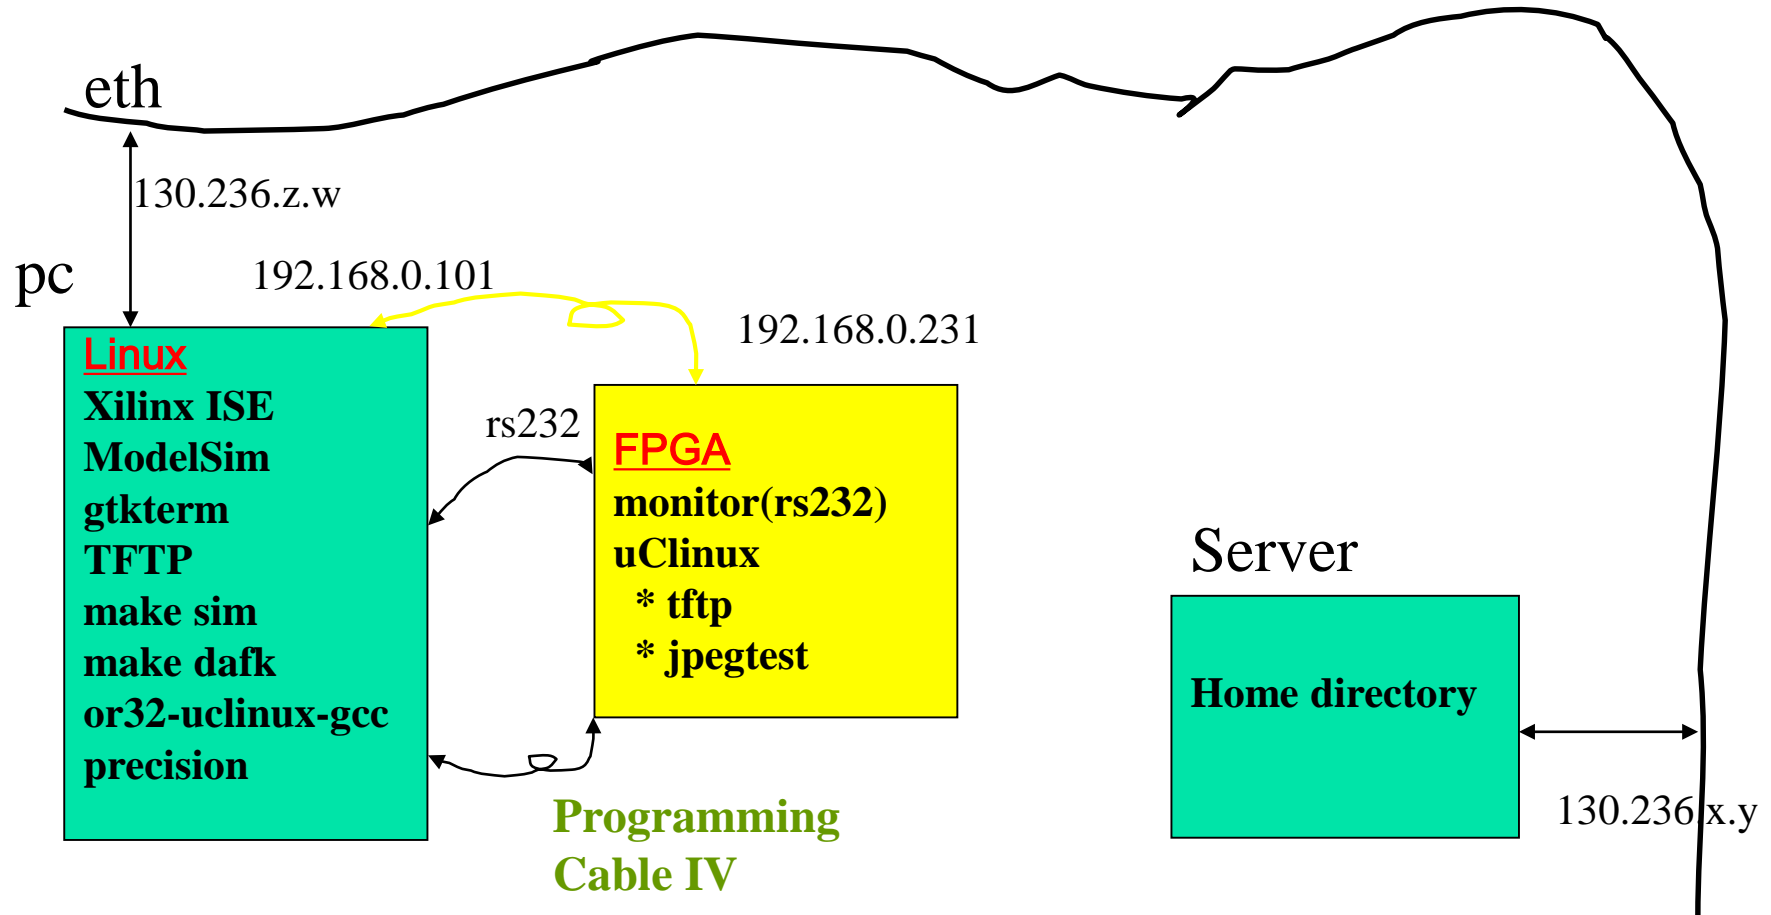 eth
130.236.z.w
pc
192.168.0.101
192.168.0.231
Linux
Xilinx ISE
ModelSim
gtkterm
TFTP
make sim
make dafk
or32-uclinux-gcc
precision
rs232
FPGA
monitor(rs232)
uClinux
* tftp
* jpegtest
Programming
Cable IV
Server
Home directory
130.236.x.y